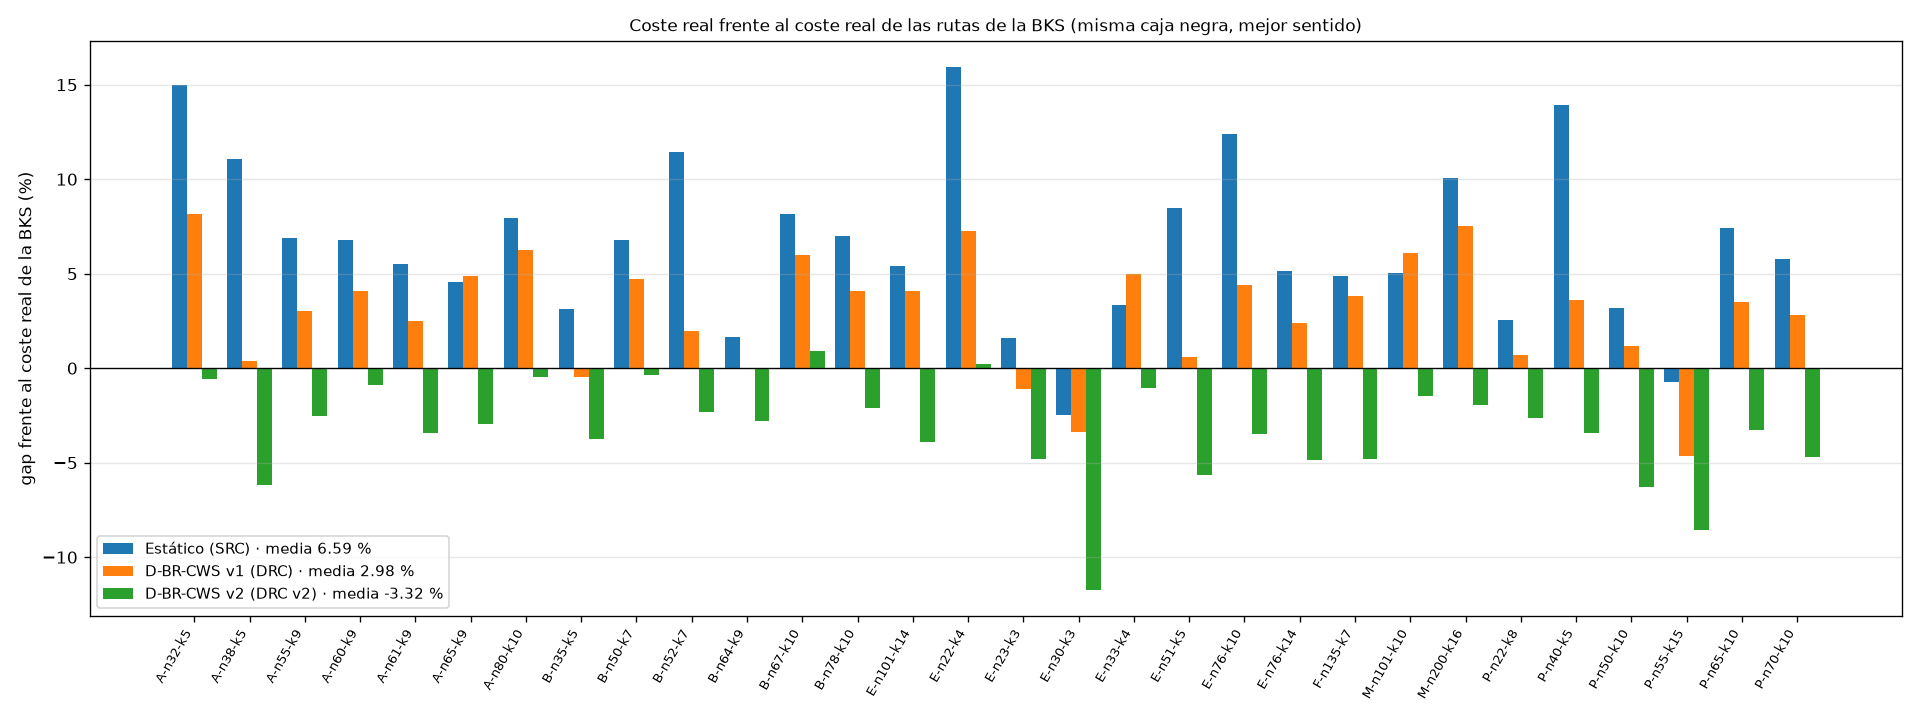 Coste real frente al coste real de las rutas de la BKS (misma caja negra, mejor sentido)
gap frente al coste real de la BKS (%)
15
10
5
0
−5
−10
Estático (SRC) · media 6.59 %
D-BR-CWS v1 (DRC) · media 2.98 %
D-BR-CWS v2 (DRC v2) · media -3.32 %
A-n32-k5
A-n38-k5
A-n55-k9
A-n60-k9
A-n61-k9
A-n65-k9
A-n80-k10
B-n35-k5
B-n50-k7
B-n52-k7
B-n64-k9
B-n67-k10
B-n78-k10
E-n101-k14
E-n22-k4
E-n23-k3
E-n30-k3
E-n33-k4
E-n51-k5
E-n76-k10
E-n76-k14
F-n135-k7
M-n101-k10
M-n200-k16
P-n22-k8
P-n40-k5
P-n50-k10
P-n55-k15
P-n65-k10
P-n70-k10